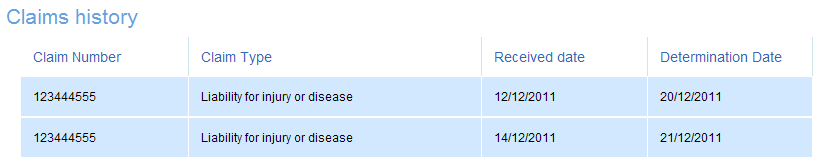 Claims history
Claim Number Claim Type Received date Determination Date
123444555 Liability for injury or disease 12/12/2011 20/12/2011
123444555 Liability for injury or disease 14/12/2011 21/12/2011